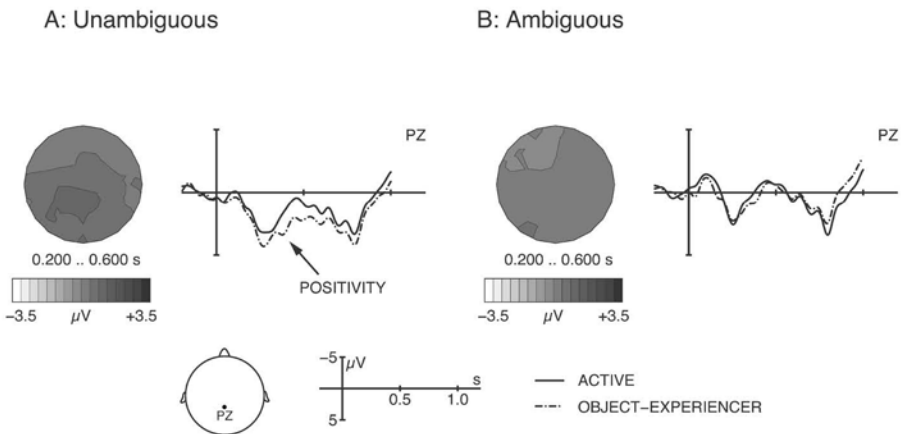 A: Unambiguous
B: Ambiguous
PZ
PZ
0.200 .. 0.600 s
0.200 .. 0.600 s
POSITIVITY
−3.5 µV +3.5
−3.5 µV +3.5
−5 µV
s
ACTIVE
0.5 1.0
PZ
OBJECT−EXPERIENCER
5